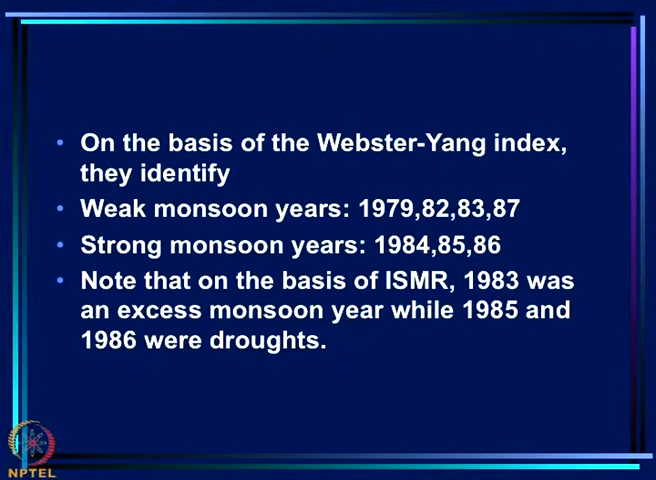 • On the basis of the Webster-Yang index,
they identify
• Weak monsoon years: 1979,82,83,87
• Strong monsoon years: 1984,85,86
• Note that on the basis of ISMR, 1983 was
an excess monsoon year while 1985 and
1986 were droughts.
NPTEL